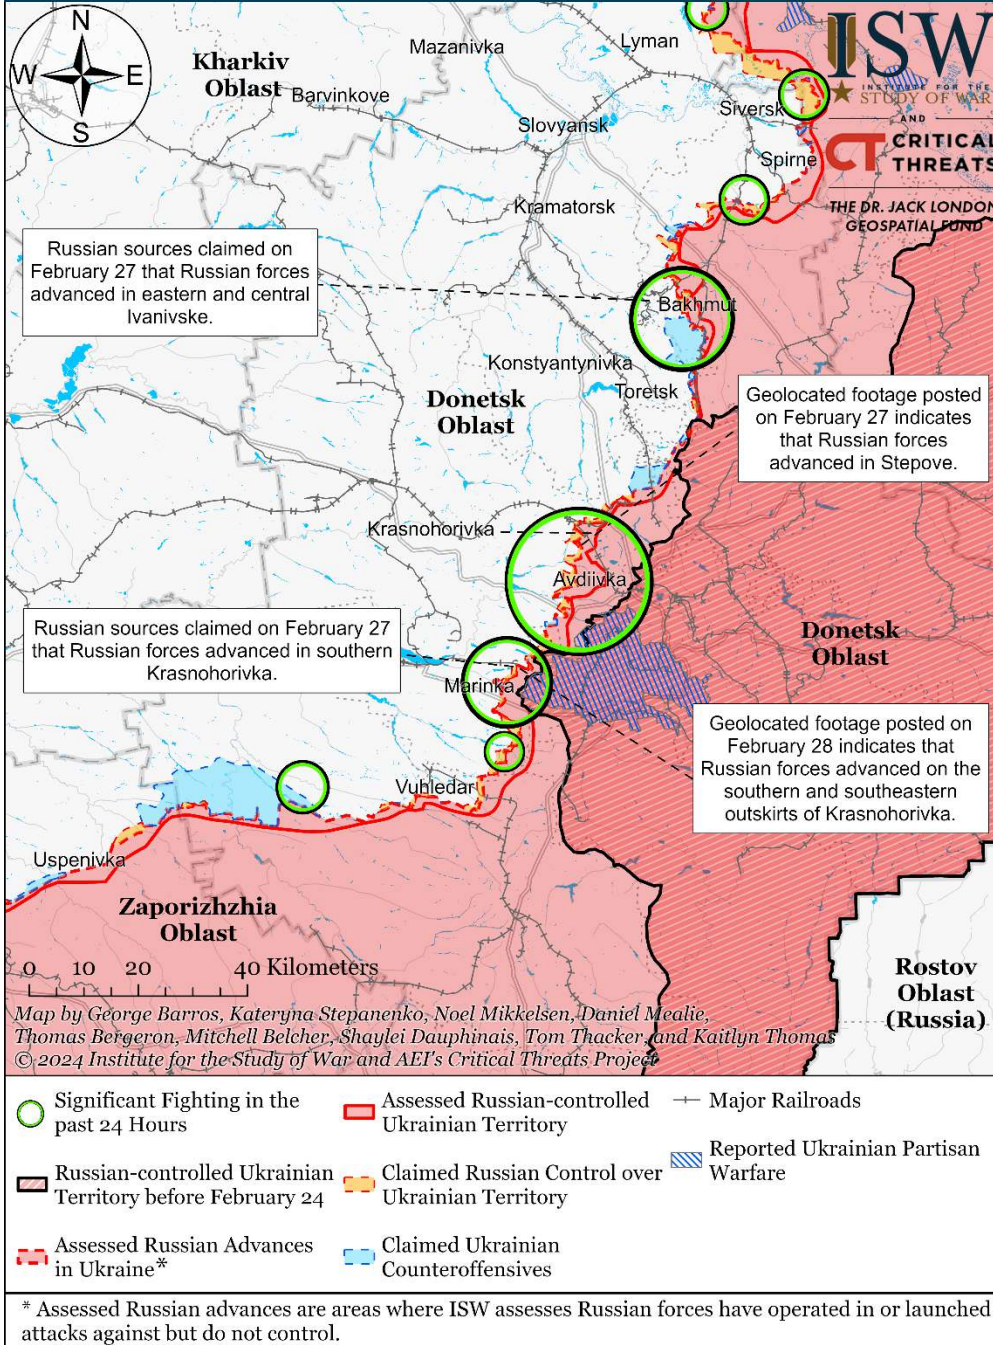 N
W E
S
Kharkiv
Oblast
Mazanivka
Lyman
Barvinkove
Slovyansk
Siversk
Spirne
Kramatorsk
ISW
INSTITUTE FOR THE
STUDY OF WAR
AND
CT CRITICAL
THREATS
THE DR. JACK LONDON
GEOSPATIAL FUND
Russian sources claimed on
February 27 that Russian forces
advanced in eastern and central
Ivanivske.
Bakhmut
Konstyantynivka
Toretsk
Donetsk
Oblast
Geolocated footage posted
on February 27 indicates
that Russian forces
advanced in Stepove.
Krasnohorivka
Avdiivka
Russian sources claimed on February 27
that Russian forces advanced in southern
Krasnohorivka.
Donetsk
Oblast
Marinka
Geolocated footage posted on
February 28 indicates that
Russian forces advanced on the
southern and southeastern
outskirts of Krasnohorivka.
Vuhledar
Uspenivka
Zaporizhzhia
Oblast
Rostov
Oblast
(Russia)
0 10 20 40 Kilometers
Map by George Barros, Kateryna Stepanenko, Noel Mikkelsen, Daniel Mealie,
Thomas Bergeron, Mitchell Belcher, Shaylei Dauphinais, Tom Thacker, and Kaitlyn Thomas
© 2024 Institute for the Study of War and AEI's Critical Threats Project
Significant Fighting in the
past 24 Hours
Russian-controlled Ukrainian
Territory before February 24
Assessed Russian Advances
in Ukraine*
Assessed Russian-controlled
Ukrainian Territory
Claimed Russian Control over
Ukrainian Territory
Claimed Ukrainian
Counteroffensives
Major Railroads
Reported Ukrainian Partisan
Warfare
* Assessed Russian advances are areas where ISW assesses Russian forces have operated in or launched
attacks against but do not control.